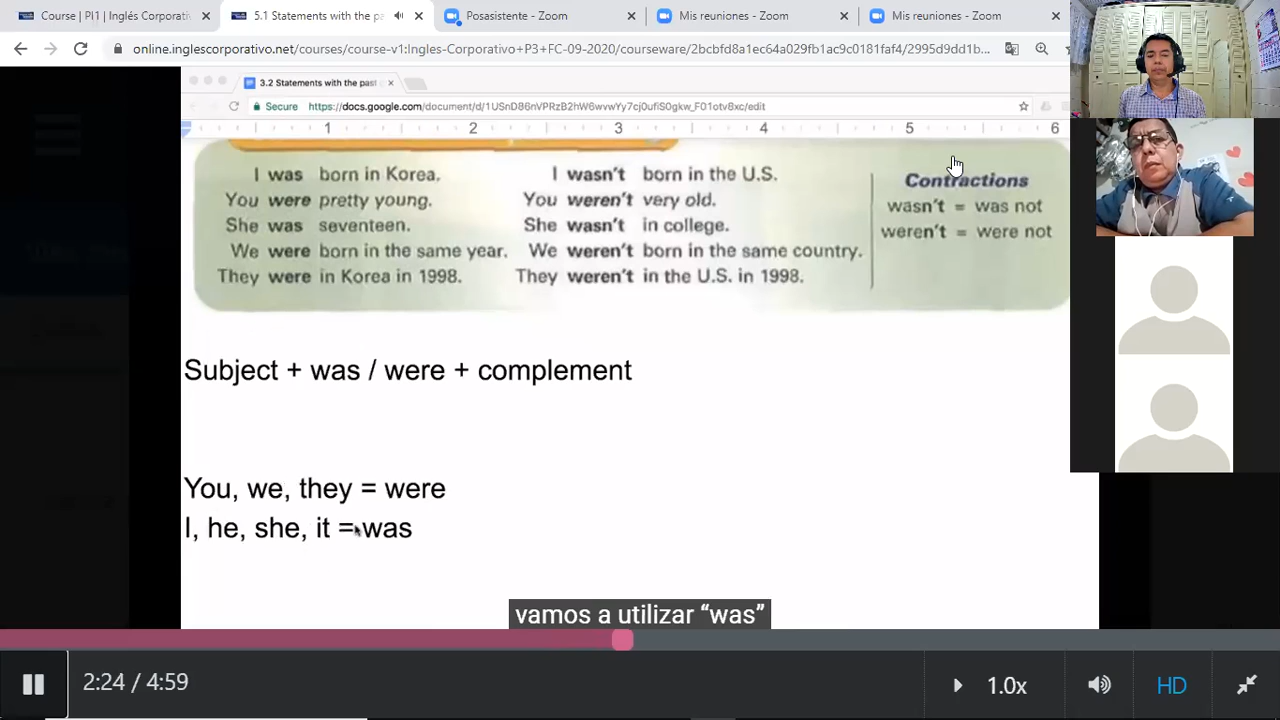 Course | PI1 | Inglés Corporativ
5.1 Statements with the pa
Posasistente - Zoom
Mis reuniones - Zoom
Mis reuniones - Zoom
online.inglescorporativo.net/courses/course-v1:Ingles-Corporativo+P3+FC-09-2020/courseware/2bcbfd8a1ec64a029fb1ac9c0181faf4/2995d9dd1b...
3.2 Statements with the past
Secure https://docs.google.com/document/d/1USnD86nVPRzB2hW6wvwYy7cj0ufiS0gkw_F01otv8xc/edit
1 2 3 4 5 6
I was born in Korea. I wasn't born in the U.S.
You were pretty young. You weren't very old.
She was seventeen. She wasn't in college.
We were born in the same year. We weren't born in the same country.
They were in Korea in 1998. They weren't in the U.S. in 1998.
Contractions
wasn't = was not
weren't = were not
Subject + was / were + complement
You, we, they = were
I, he, she, it = was
vamos a utilizar “was”
2:24 / 4:59
1.0x
HD